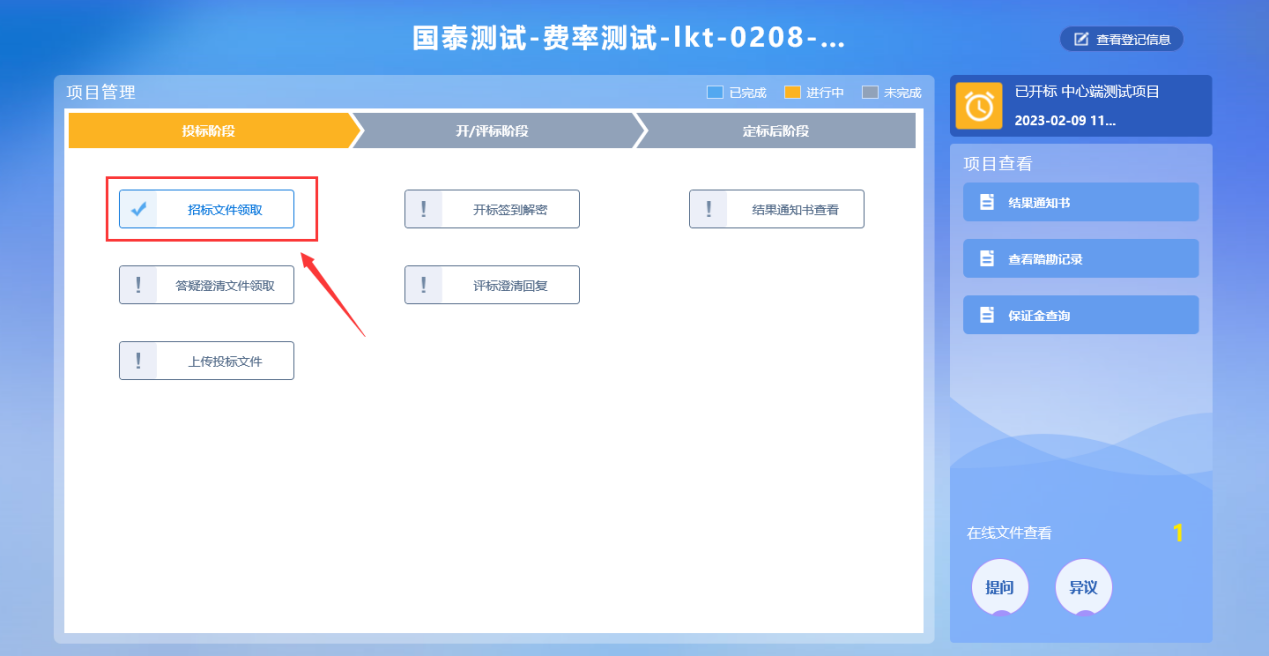 国泰测试-费率测试-lkt-0208-...
查看登记信息
项目管理
已完成
进行中
未完成
投标阶段
开/评标阶段
定标后阶段
招标文件领取
开标签到解密
结果通知书查看
答疑澄清文件领取
评标澄清回复
上传投标文件
已开标 中心端测试项目
2023-02-09 11...
项目查看
结果通知书
查看踏勘记录
保证金查询
在线文件查看
1
提问
异议